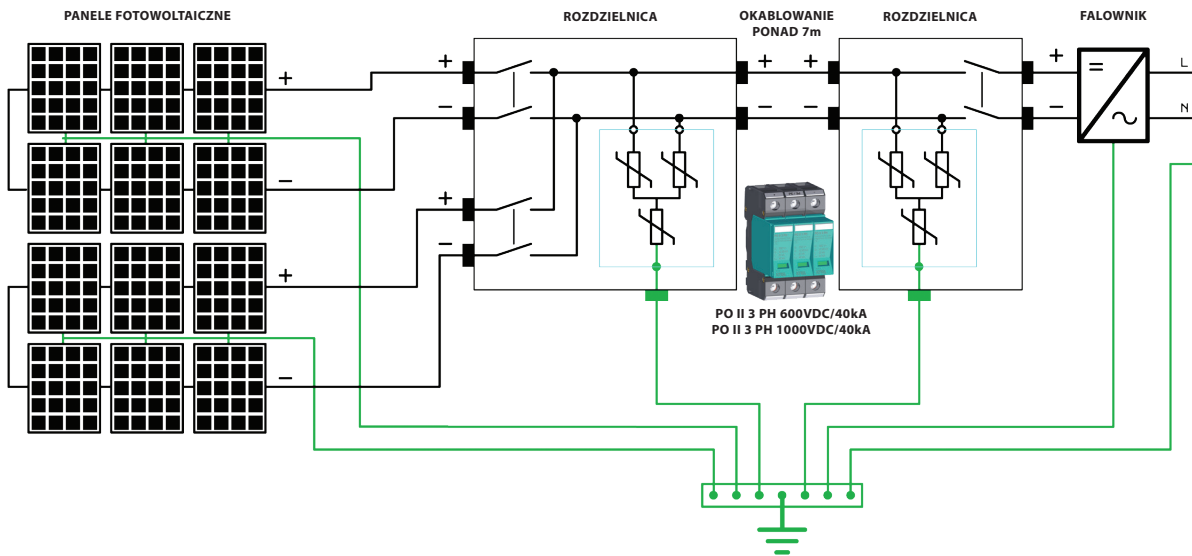 PANELE FOTOWOLTAICZNE
ROZDZIELNICA
OKABLOWANIE
PONAD 7m
ROZDZIELNICA
FALOWNIK
+
+
+
+
+
L
−
−
−
−
−
N
−
+
−
+
−
PO II 3 PH 600VDC/40kA
PO II 3 PH 1000VDC/40kA